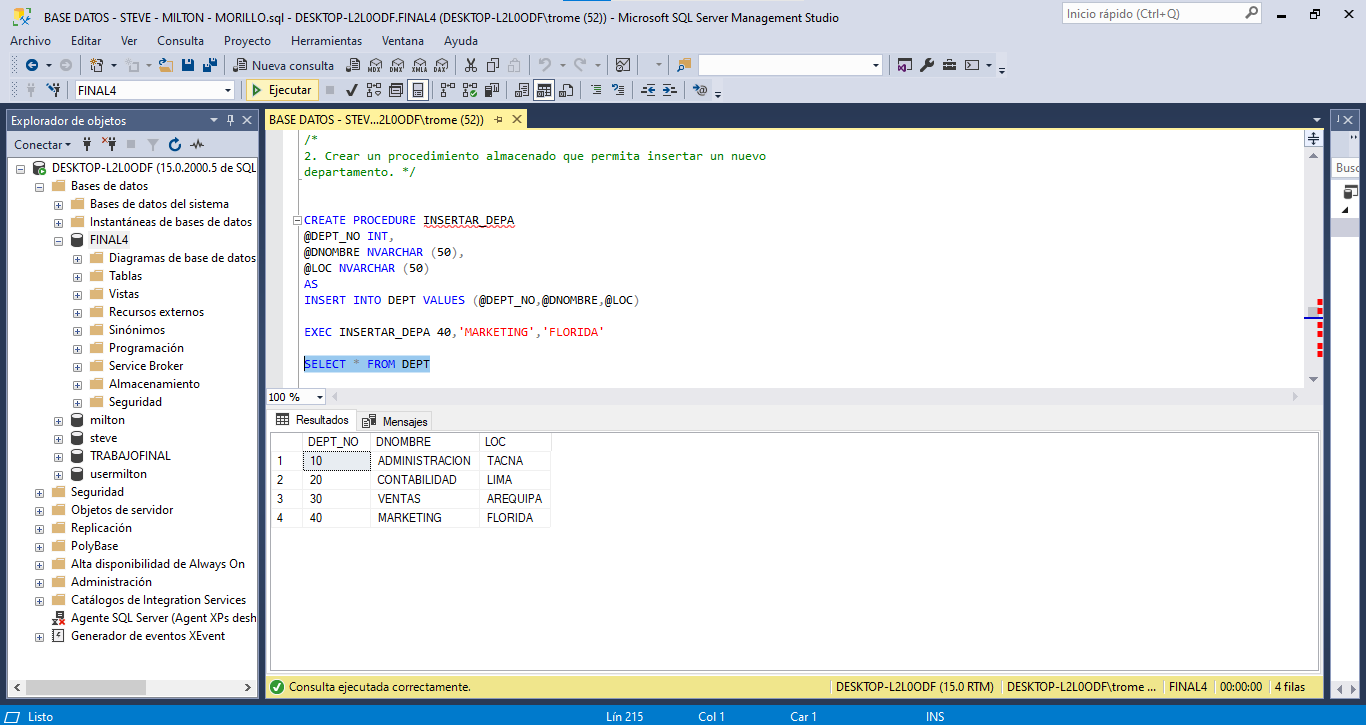 BASE DATOS - STEVE - MILTON - MORILLO.sql - DESKTOP-L2L0ODF.FINAL4 (DESKTOP-L2L0ODF\trome (52)) - Microsoft SQL Server Management Studio
Inicio rápido (Ctrl+Q)
Archivo Editar Ver Consulta Proyecto Herramientas Ventana Ayuda
Nueva consulta MDX DMX XMLA DAX
FINAL4 Ejecutar
Explorador de objetos
Conectar
DESKTOP-L2L0ODF (15.0.2000.5 de SQL
Bases de datos
Bases de datos del sistema
Instantáneas de bases de datos
FINAL4
Diagramas de base de datos
Tablas
Vistas
Recursos externos
Sinónimos
Programación
Service Broker
Almacenamiento
Seguridad
milton
steve
TRABAJOFINAL
usermilton
Seguridad
Objetos de servidor
Replicación
PolyBase
Alta disponibilidad de Always On
Administración
Catálogos de Integration Services
Agente SQL Server (Agent XPs desh
Generador de eventos XEvent
BASE DATOS - STEV...2L0ODF\trome (52))
/*
2. Crear un procedimiento almacenado que permita insertar un nuevo
departamento. */
CREATE PROCEDURE INSERTAR_DEPA
@DEPT_NO INT,
@DNOMBRE NVARCHAR (50),
@LOC NVARCHAR (50)
AS
INSERT INTO DEPT VALUES (@DEPT_NO,@DNOMBRE,@LOC)
EXEC INSERTAR_DEPA 40,'MARKETING','FLORIDA'
SELECT * FROM DEPT
100 %
Resultados Mensajes
DEPT_NO DNOMBRE LOC
1 10 ADMINISTRACION TACNA
2 20 CONTABILIDAD LIMA
3 30 VENTAS AREQUIPA
4 40 MARKETING FLORIDA
Consulta ejecutada correctamente. DESKTOP-L2L0ODF (15.0 RTM) DESKTOP-L2L0ODF\trome ... FINAL4 00:00:00 4 filas
Busc
Listo Lín 215 Col 1 Car 1 INS